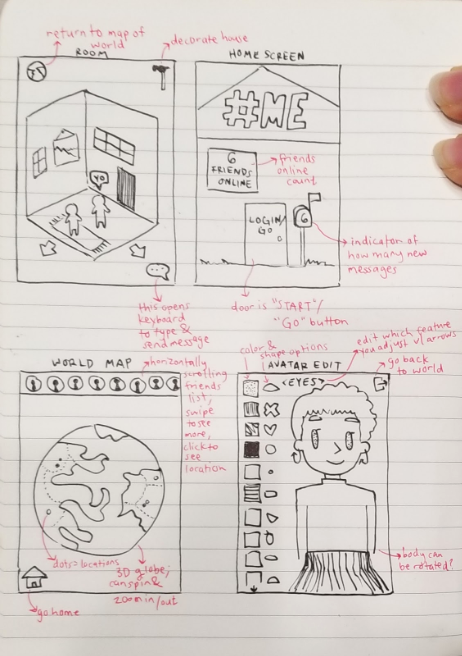 return to map of
world
decorate house
ROOM
HOME SCREEN
#ME
6
FRIENDS
ONLINE
friends
online
count
YO
LOGIN/
GO
6
indicator of
how many new
messages
this opens
keyboard
to type &
send message
door is "START"/
"GO" button
WORLD MAP
horizontally
scrolling
friends
list,
swipe
to see
more,
click to
see
location
dots = locations
3D globe;
can spin &
zoom in/out
go home
color &
shape options
edit which feature
you adjust w/ arrows
AVATAR EDIT
<EYES>
go back
to world
body can
be rotated!